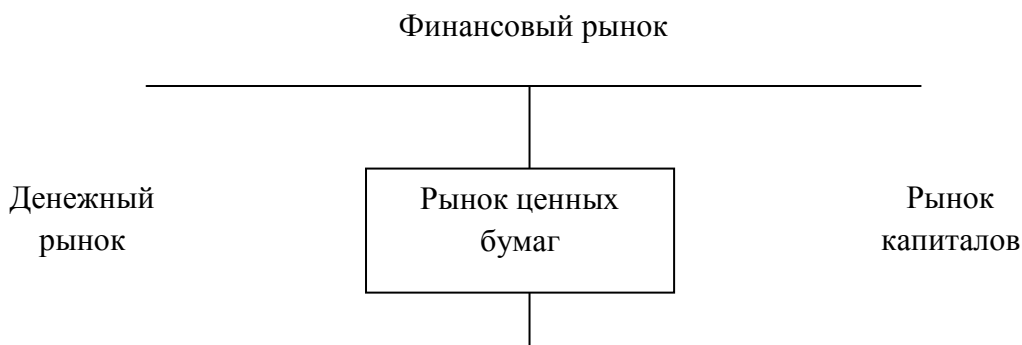 Финансовый рынок
Денежный
рынок
Рынок ценных
бумаг
Рынок
капиталов